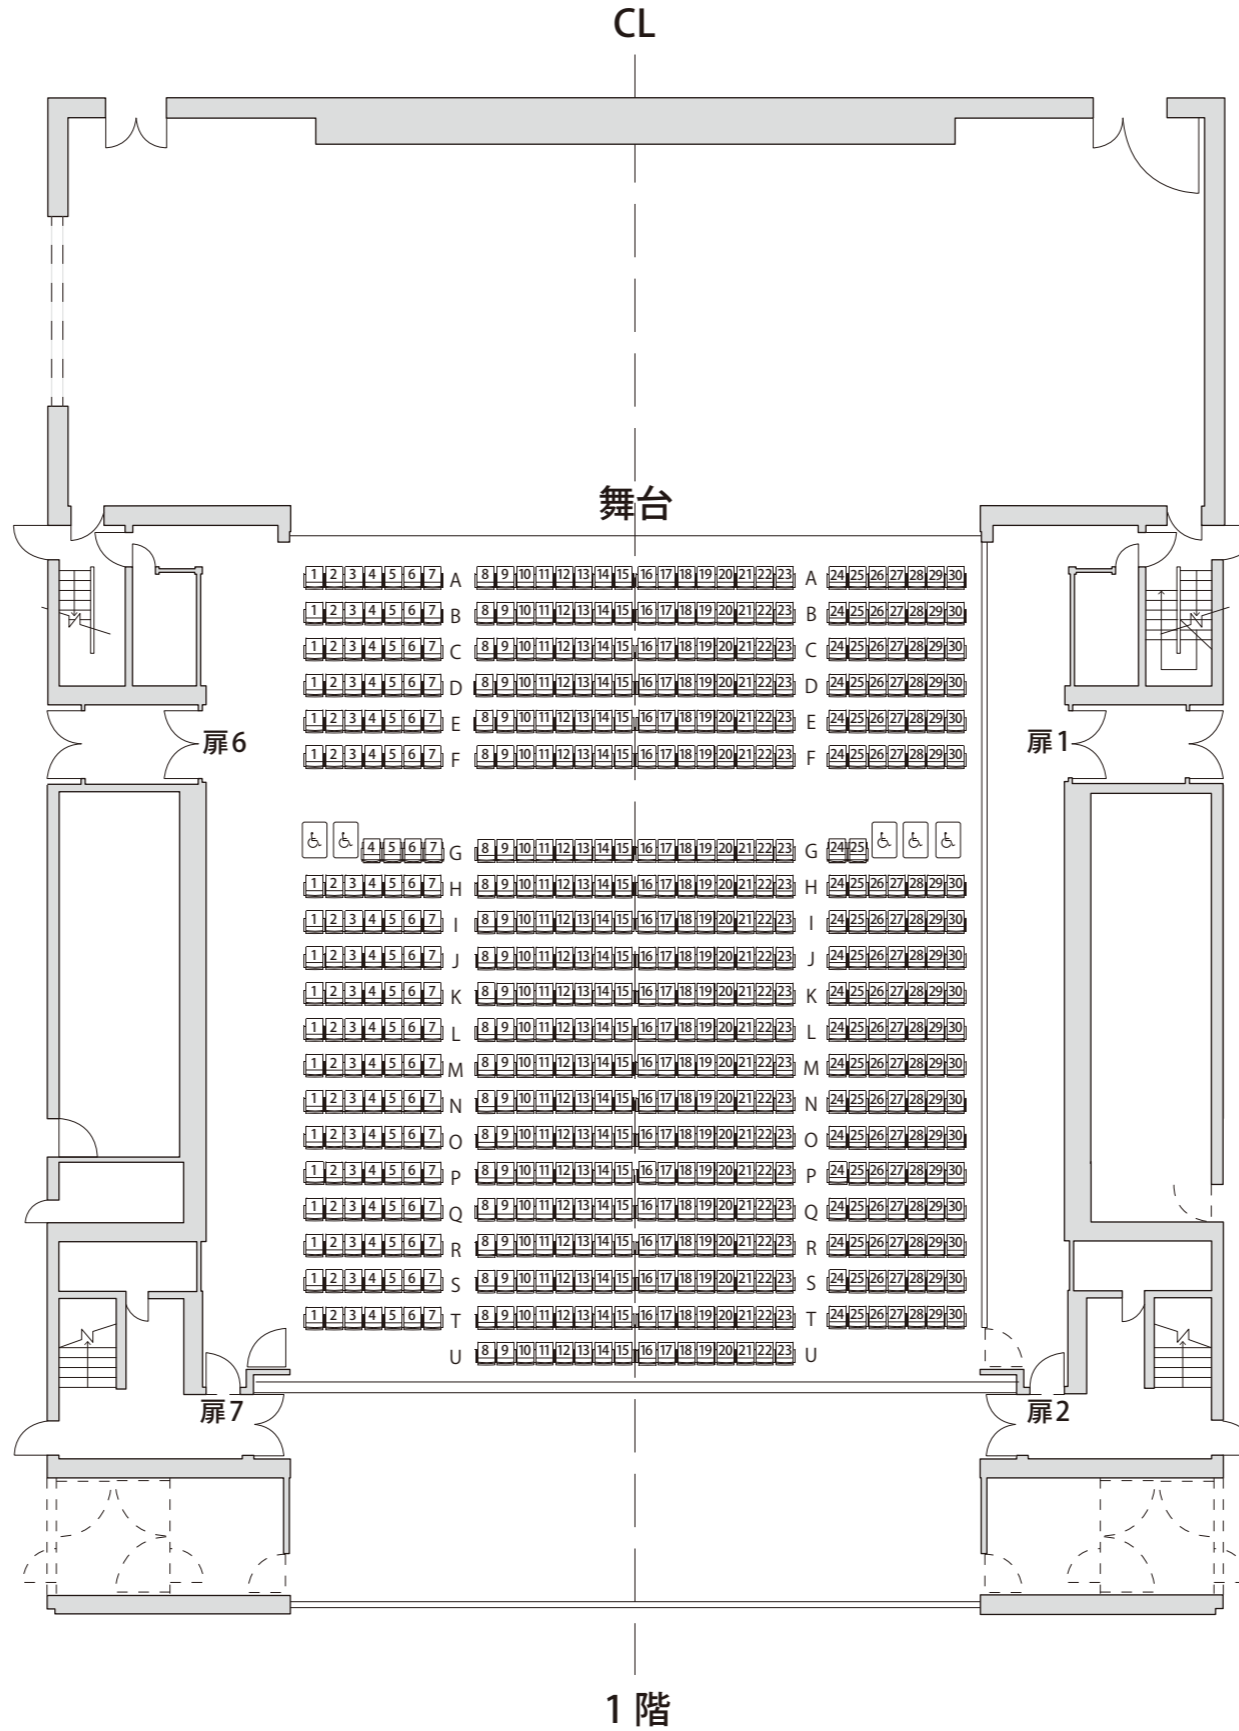 CL
舞台
1 2 3 4 5 6 7 A 8 9 10 11 12 13 14 15 16 17 18 19 20 21 22 23 A 24 25 26 27 28 29 30
1 2 3 4 5 6 7 B 8 9 10 11 12 13 14 15 16 17 18 19 20 21 22 23 B 24 25 26 27 28 29 30
1 2 3 4 5 6 7 C 8 9 10 11 12 13 14 15 16 17 18 19 20 21 22 23 C 24 25 26 27 28 29 30
1 2 3 4 5 6 7 D 8 9 10 11 12 13 14 15 16 17 18 19 20 21 22 23 D 24 25 26 27 28 29 30
1 2 3 4 5 6 7 E 8 9 10 11 12 13 14 15 16 17 18 19 20 21 22 23 E 24 25 26 27 28 29 30
扉6 扉1
1 2 3 4 5 6 7 F 8 9 10 11 12 13 14 15 16 17 18 19 20 21 22 23 F 24 25 26 27 28 29 30
4 5 6 7 G 8 9 10 11 12 13 14 15 16 17 18 19 20 21 22 23 G 24 25
1 2 3 4 5 6 7 H 8 9 10 11 12 13 14 15 16 17 18 19 20 21 22 23 H 24 25 26 27 28 29 30
1 2 3 4 5 6 7 I 8 9 10 11 12 13 14 15 16 17 18 19 20 21 22 23 I 24 25 26 27 28 29 30
1 2 3 4 5 6 7 J 8 9 10 11 12 13 14 15 16 17 18 19 20 21 22 23 J 24 25 26 27 28 29 30
1 2 3 4 5 6 7 K 8 9 10 11 12 13 14 15 16 17 18 19 20 21 22 23 K 24 25 26 27 28 29 30
1 2 3 4 5 6 7 L 8 9 10 11 12 13 14 15 16 17 18 19 20 21 22 23 L 24 25 26 27 28 29 30
1 2 3 4 5 6 7 M 8 9 10 11 12 13 14 15 16 17 18 19 20 21 22 23 M 24 25 26 27 28 29 30
1 2 3 4 5 6 7 N 8 9 10 11 12 13 14 15 16 17 18 19 20 21 22 23 N 24 25 26 27 28 29 30
1 2 3 4 5 6 7 O 8 9 10 11 12 13 14 15 16 17 18 19 20 21 22 23 O 24 25 26 27 28 29 30
1 2 3 4 5 6 7 P 8 9 10 11 12 13 14 15 16 17 18 19 20 21 22 23 P 24 25 26 27 28 29 30
1 2 3 4 5 6 7 Q 8 9 10 11 12 13 14 15 16 17 18 19 20 21 22 23 Q 24 25 26 27 28 29 30
1 2 3 4 5 6 7 R 8 9 10 11 12 13 14 15 16 17 18 19 20 21 22 23 R 24 25 26 27 28 29 30
1 2 3 4 5 6 7 S 8 9 10 11 12 13 14 15 16 17 18 19 20 21 22 23 S 24 25 26 27 28 29 30
1 2 3 4 5 6 7 T 8 9 10 11 12 13 14 15 16 17 18 19 20 21 22 23 T 24 25 26 27 28 29 30
U 8 9 10 11 12 13 14 15 16 17 18 19 20 21 22 23 U
扉7 扉2
1 階